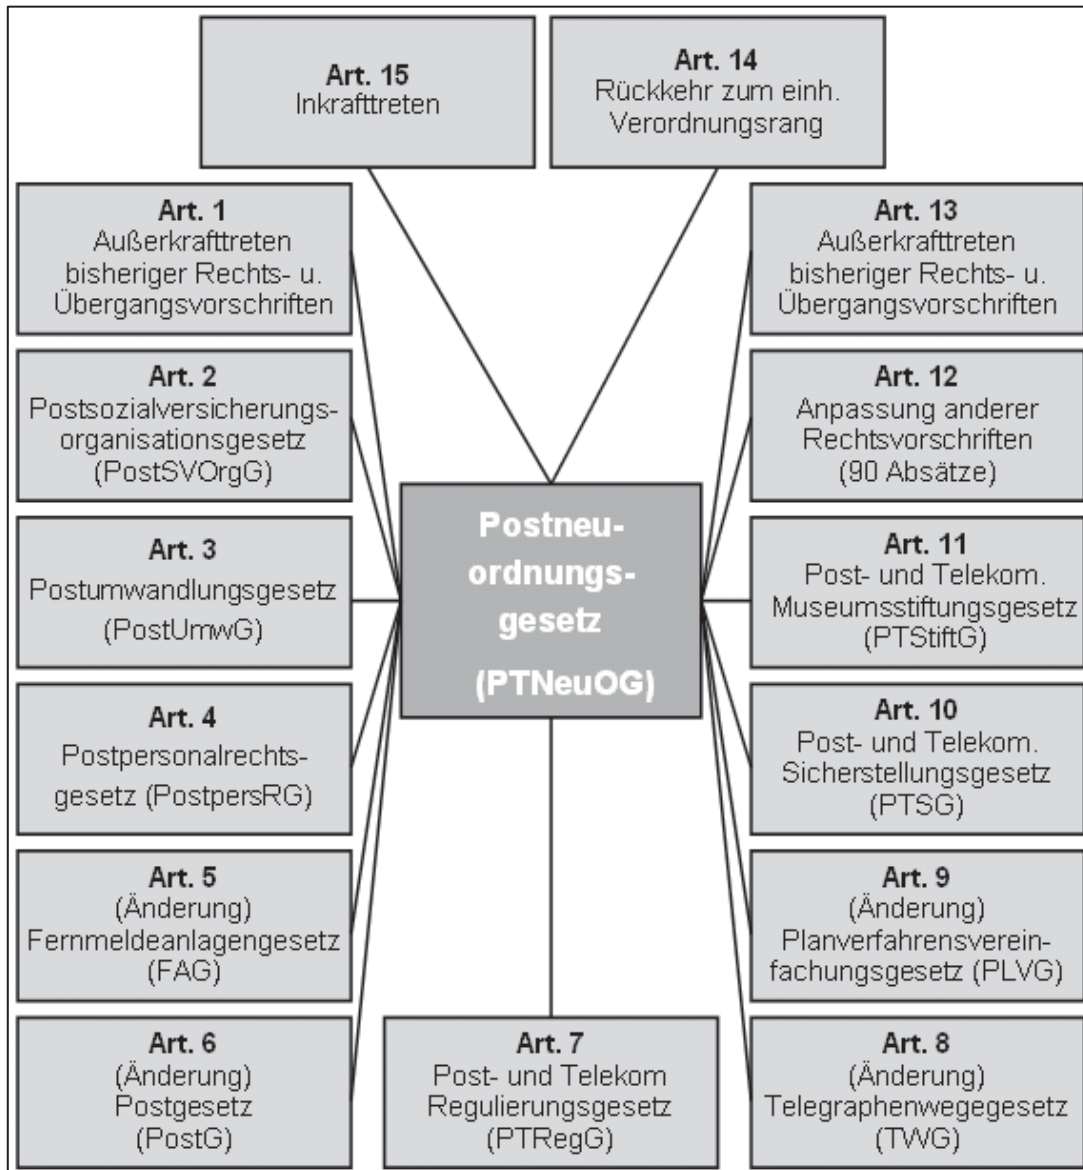 Art. 15
Inkrafttreten
Art. 14
Rückkehr zum einh.
Verordnungsrang
Art. 1
Außerkrafttreten
bisheriger Rechts- u.
Übergangsvorschriften
Art. 2
Postsozialversicherungs-
organisationsgesetz
(PostSVOrgG)
Art. 3
Postumwandlungsgesetz
(PostUmwG)
Art. 4
Postpersonalrechts-
gesetz (PostpersRG)
Art. 5
(Änderung)
Fernmeldeanlagengesetz
(FAG)
Art. 6
(Änderung)
Postgesetz
(PostG)
Postneu-
ordnungs-
gesetz
(PTNeuOG)
Art. 7
Post- und Telekom
Regulierungsgesetz
(PTRegG)
Art. 13
Außerkrafttreten
bisheriger Rechts- u.
Übergangsvorschriften
Art. 12
Anpassung anderer
Rechtsvorschriften
(90 Absätze)
Art. 11
Post- und Telekom.
Museumsstiftungsgesetz
(PTStiftG)
Art. 10
Post- und Telekom.
Sicherstellungsgesetz
(PTSG)
Art. 9
(Änderung)
Planverfahrensverein-
fachungsgesetz (PLVG)
Art. 8
(Änderung)
Telegraphenwegegesetz
(TWG)